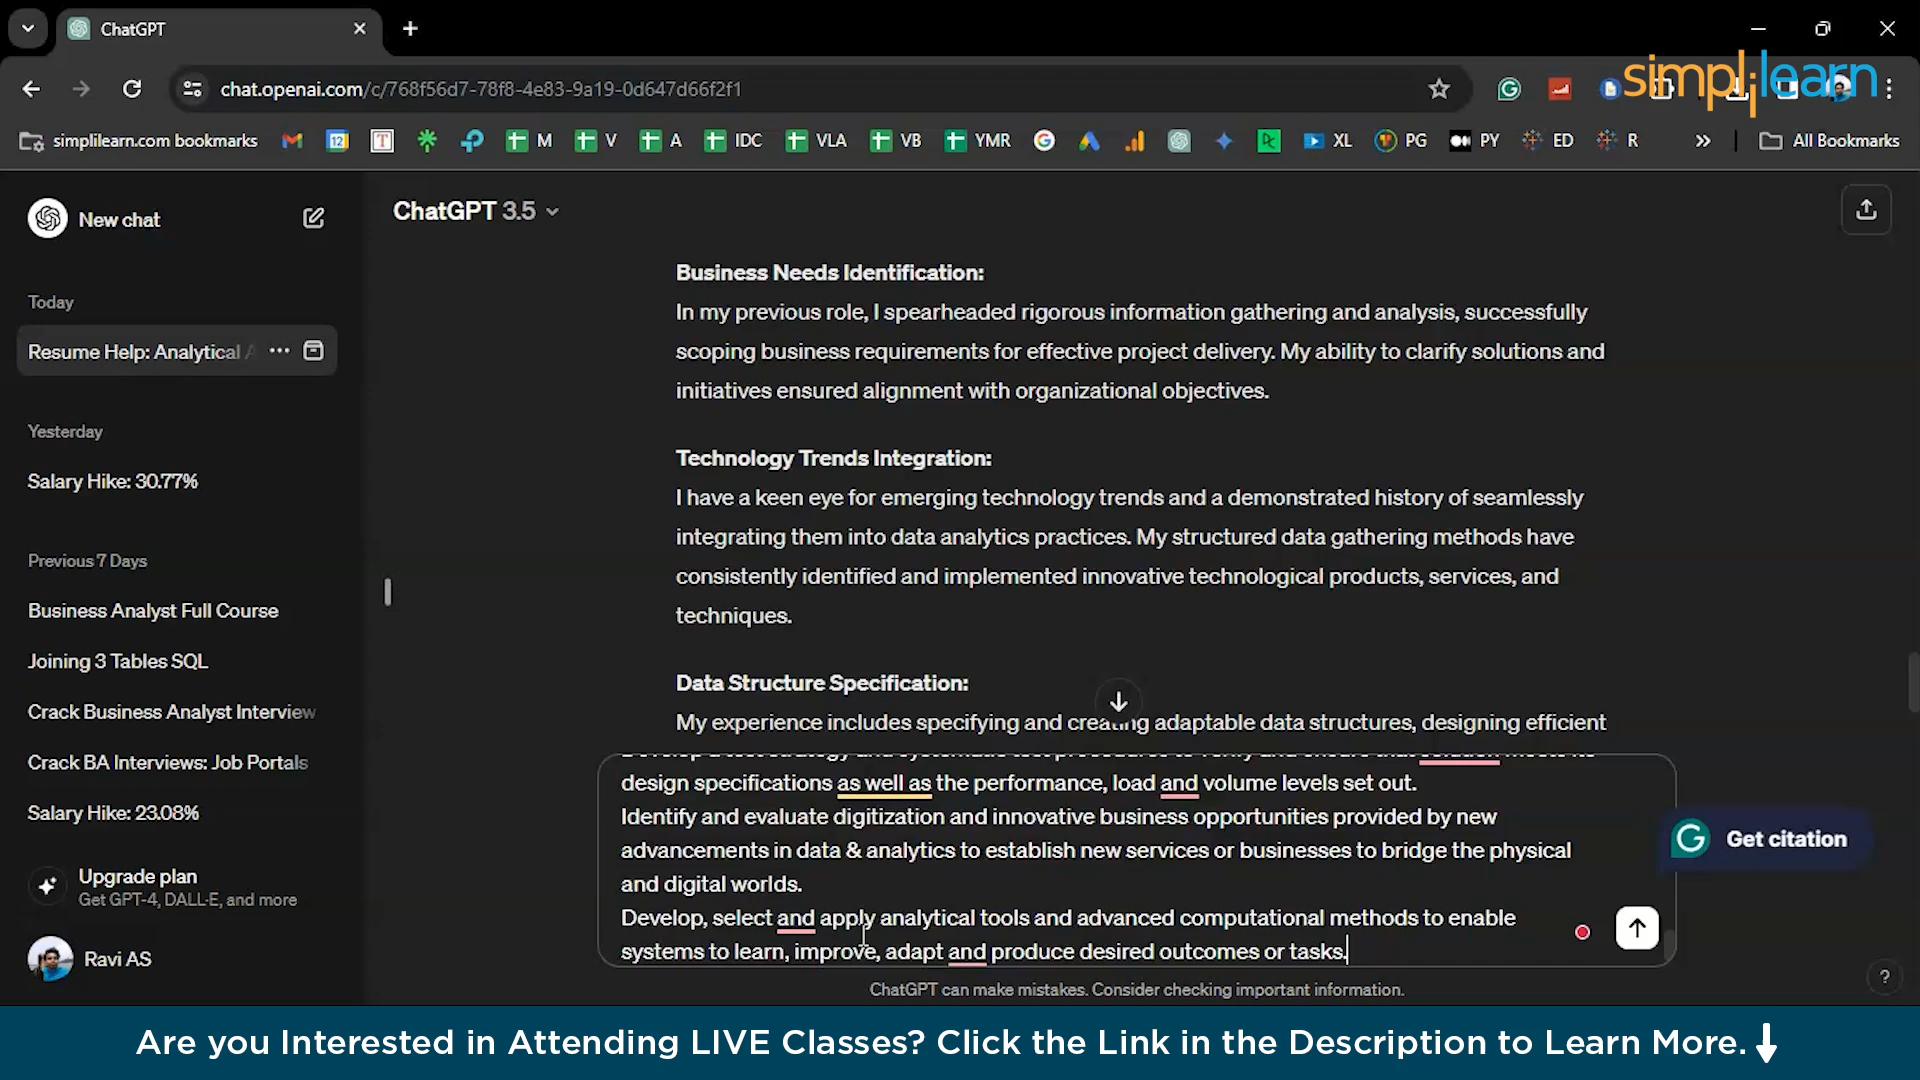 ChatGPT
chat.openai.com/c/768f56d7-78f8-4e83-9a19-0d647d66f2f1
simplilearn
simplilearn.com bookmarks
M
V
A
IDC
VLA
VB
YMR
XL
PG
PY
ED
R
All Bookmarks
New chat
ChatGPT 3.5
Today
Resume Help: Analytical
Yesterday
Salary Hike: 30.77%
Previous 7 Days
Business Analyst Full Course
Joining 3 Tables SQL
Crack Business Analyst Interview
Crack BA Interviews: Job Portals
Salary Hike: 23.08%
Upgrade plan
Get GPT-4, DALL·E, and more
Ravi AS
Business Needs Identification:
In my previous role, I spearheaded rigorous information gathering and analysis, successfully
scoping business requirements for effective project delivery. My ability to clarify solutions and
initiatives ensured alignment with organizational objectives.
Technology Trends Integration:
I have a keen eye for emerging technology trends and a demonstrated history of seamlessly
integrating them into data analytics practices. My structured data gathering methods have
consistently identified and implemented innovative technological products, services, and
techniques.
Data Structure Specification:
My experience includes specifying and creating adaptable data structures, designing efficient
design specifications as well as the performance, load and volume levels set out.
Identify and evaluate digitization and innovative business opportunities provided by new
advancements in data & analytics to establish new services or businesses to bridge the physical
and digital worlds.
Develop, select and apply analytical tools and advanced computational methods to enable
systems to learn, improve, adapt and produce desired outcomes or tasks.
Get citation
ChatGPT can make mistakes. Consider checking important information.
?
Are you Interested in Attending LIVE Classes? Click the Link in the Description to Learn More.